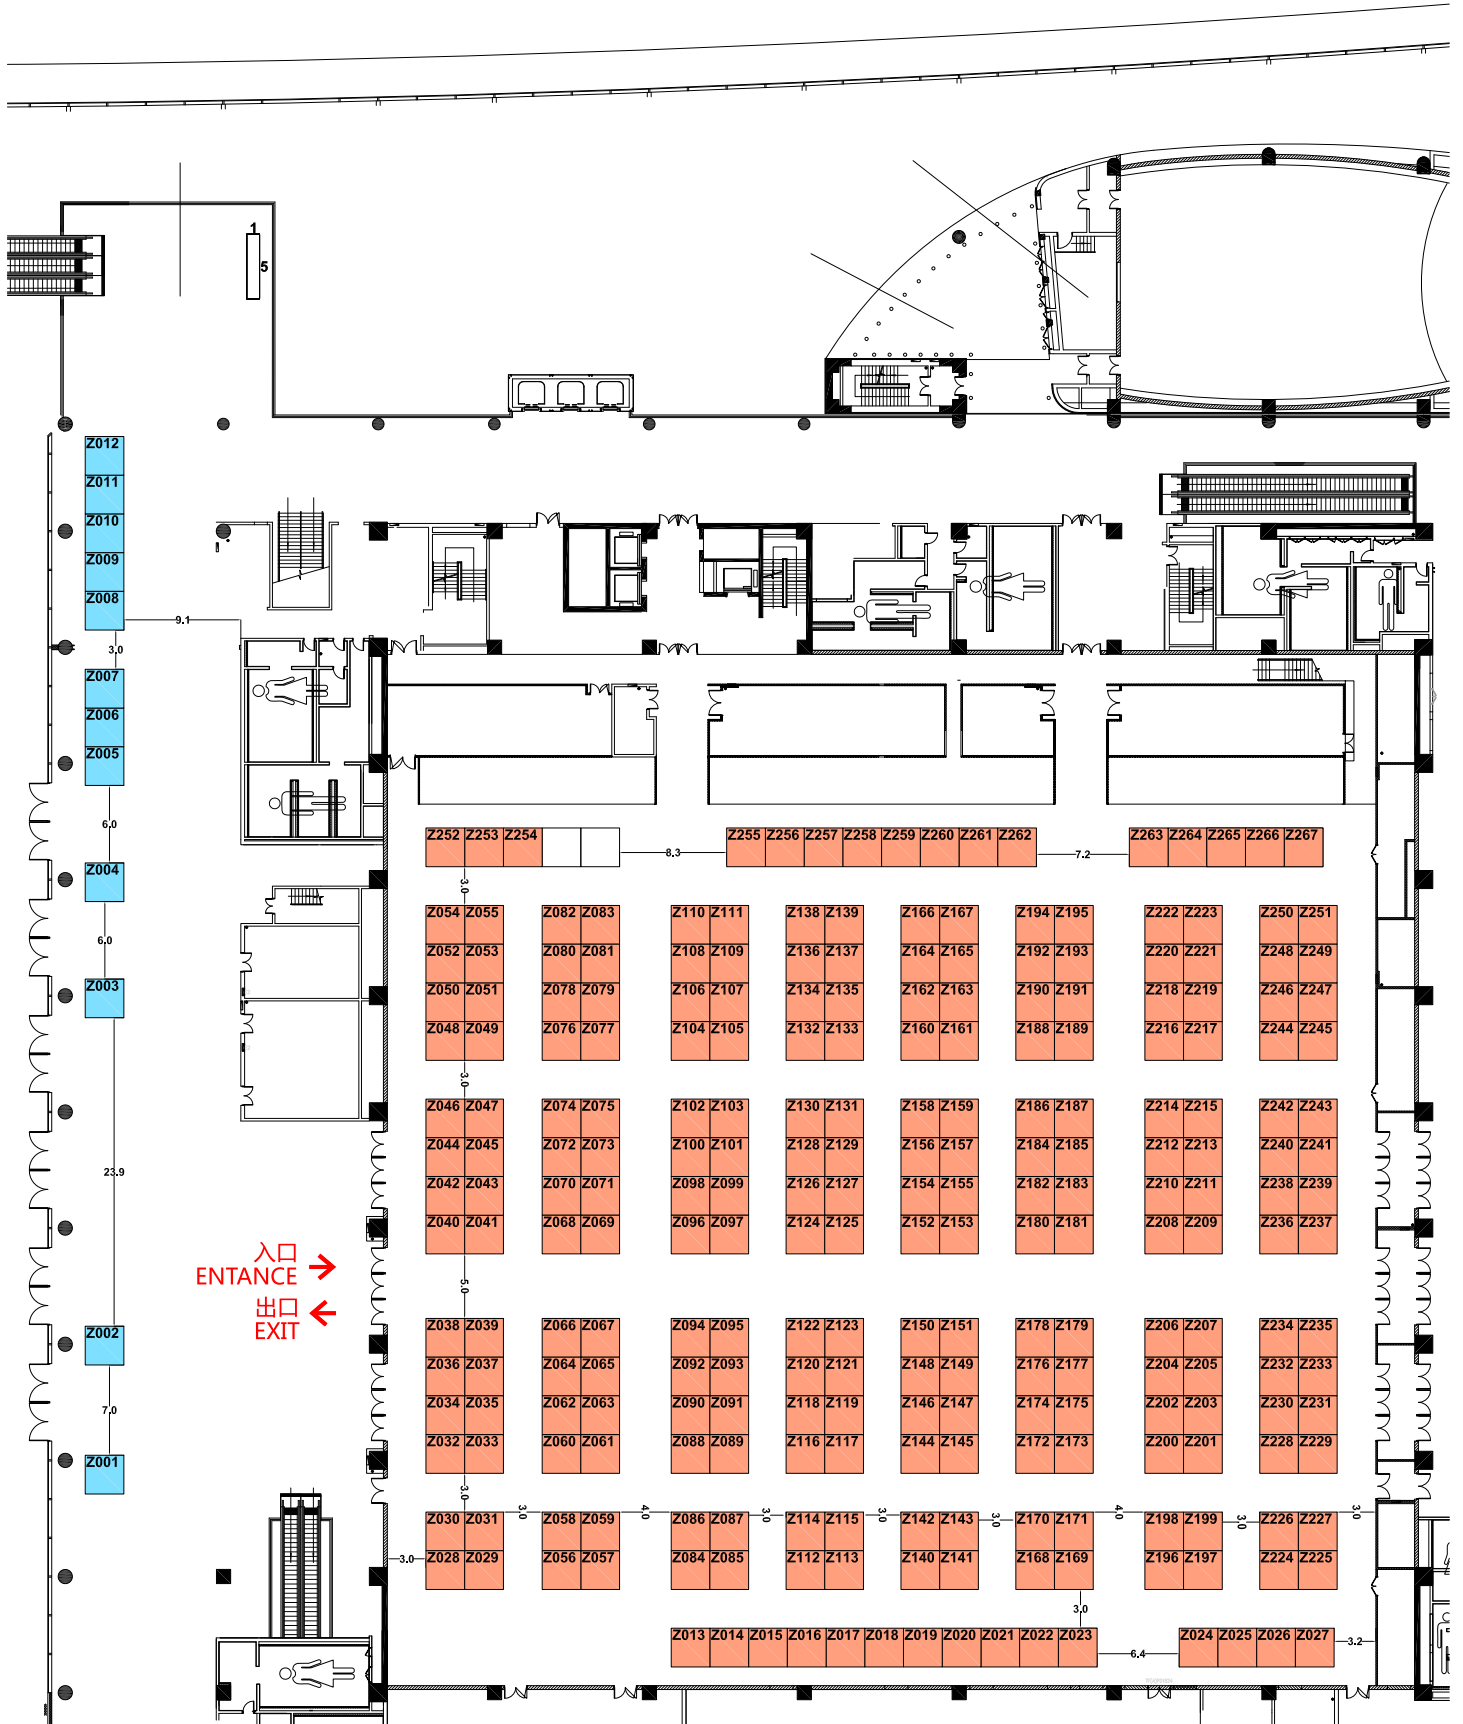 1
5
Z012
Z011
Z010
Z009
Z008
9.1
3.0
Z007
Z006
Z005
6.0
Z004
6.0
Z003
23.9
Z002
7.0
Z001
入口
ENTANCE
出口
EXIT
Z252 Z253 Z254
8.3
Z255 Z256 Z257 Z258 Z259 Z260 Z261 Z262
7.2
Z263 Z264 Z265 Z266 Z267
3.0
Z054 Z055 Z082 Z083 Z110 Z111 Z138 Z139 Z166 Z167 Z194 Z195 Z222 Z223 Z250 Z251
Z052 Z053 Z080 Z081 Z108 Z109 Z136 Z137 Z164 Z165 Z192 Z193 Z220 Z221 Z248 Z249
Z050 Z051 Z078 Z079 Z106 Z107 Z134 Z135 Z162 Z163 Z190 Z191 Z218 Z219 Z246 Z247
Z048 Z049 Z076 Z077 Z104 Z105 Z132 Z133 Z160 Z161 Z188 Z189 Z216 Z217 Z244 Z245
3.0
Z046 Z047 Z074 Z075 Z102 Z103 Z130 Z131 Z158 Z159 Z186 Z187 Z214 Z215 Z242 Z243
Z044 Z045 Z072 Z073 Z100 Z101 Z128 Z129 Z156 Z157 Z184 Z185 Z212 Z213 Z240 Z241
Z042 Z043 Z070 Z071 Z098 Z099 Z126 Z127 Z154 Z155 Z182 Z183 Z210 Z211 Z238 Z239
Z040 Z041 Z068 Z069 Z096 Z097 Z124 Z125 Z152 Z153 Z180 Z181 Z208 Z209 Z236 Z237
5.0
Z038 Z039 Z066 Z067 Z094 Z095 Z122 Z123 Z150 Z151 Z178 Z179 Z206 Z207 Z234 Z235
Z036 Z037 Z064 Z065 Z092 Z093 Z120 Z121 Z148 Z149 Z176 Z177 Z204 Z205 Z232 Z233
Z034 Z035 Z062 Z063 Z090 Z091 Z118 Z119 Z146 Z147 Z174 Z175 Z202 Z203 Z230 Z231
Z032 Z033 Z060 Z061 Z088 Z089 Z116 Z117 Z144 Z145 Z172 Z173 Z200 Z201 Z228 Z229
3.0
3.0 4.0 3.0 3.0 3.0 4.0 3.0 3.0
Z030 Z031 Z058 Z059 Z086 Z087 Z114 Z115 Z142 Z143 Z170 Z171 Z198 Z199 Z226 Z227
3.0
Z028 Z029 Z056 Z057 Z084 Z085 Z112 Z113 Z140 Z141 Z168 Z169 Z196 Z197 Z224 Z225
3.0
Z013 Z014 Z015 Z016 Z017 Z018 Z019 Z020 Z021 Z022 Z023
6.4
Z024 Z025 Z026 Z027
3.2